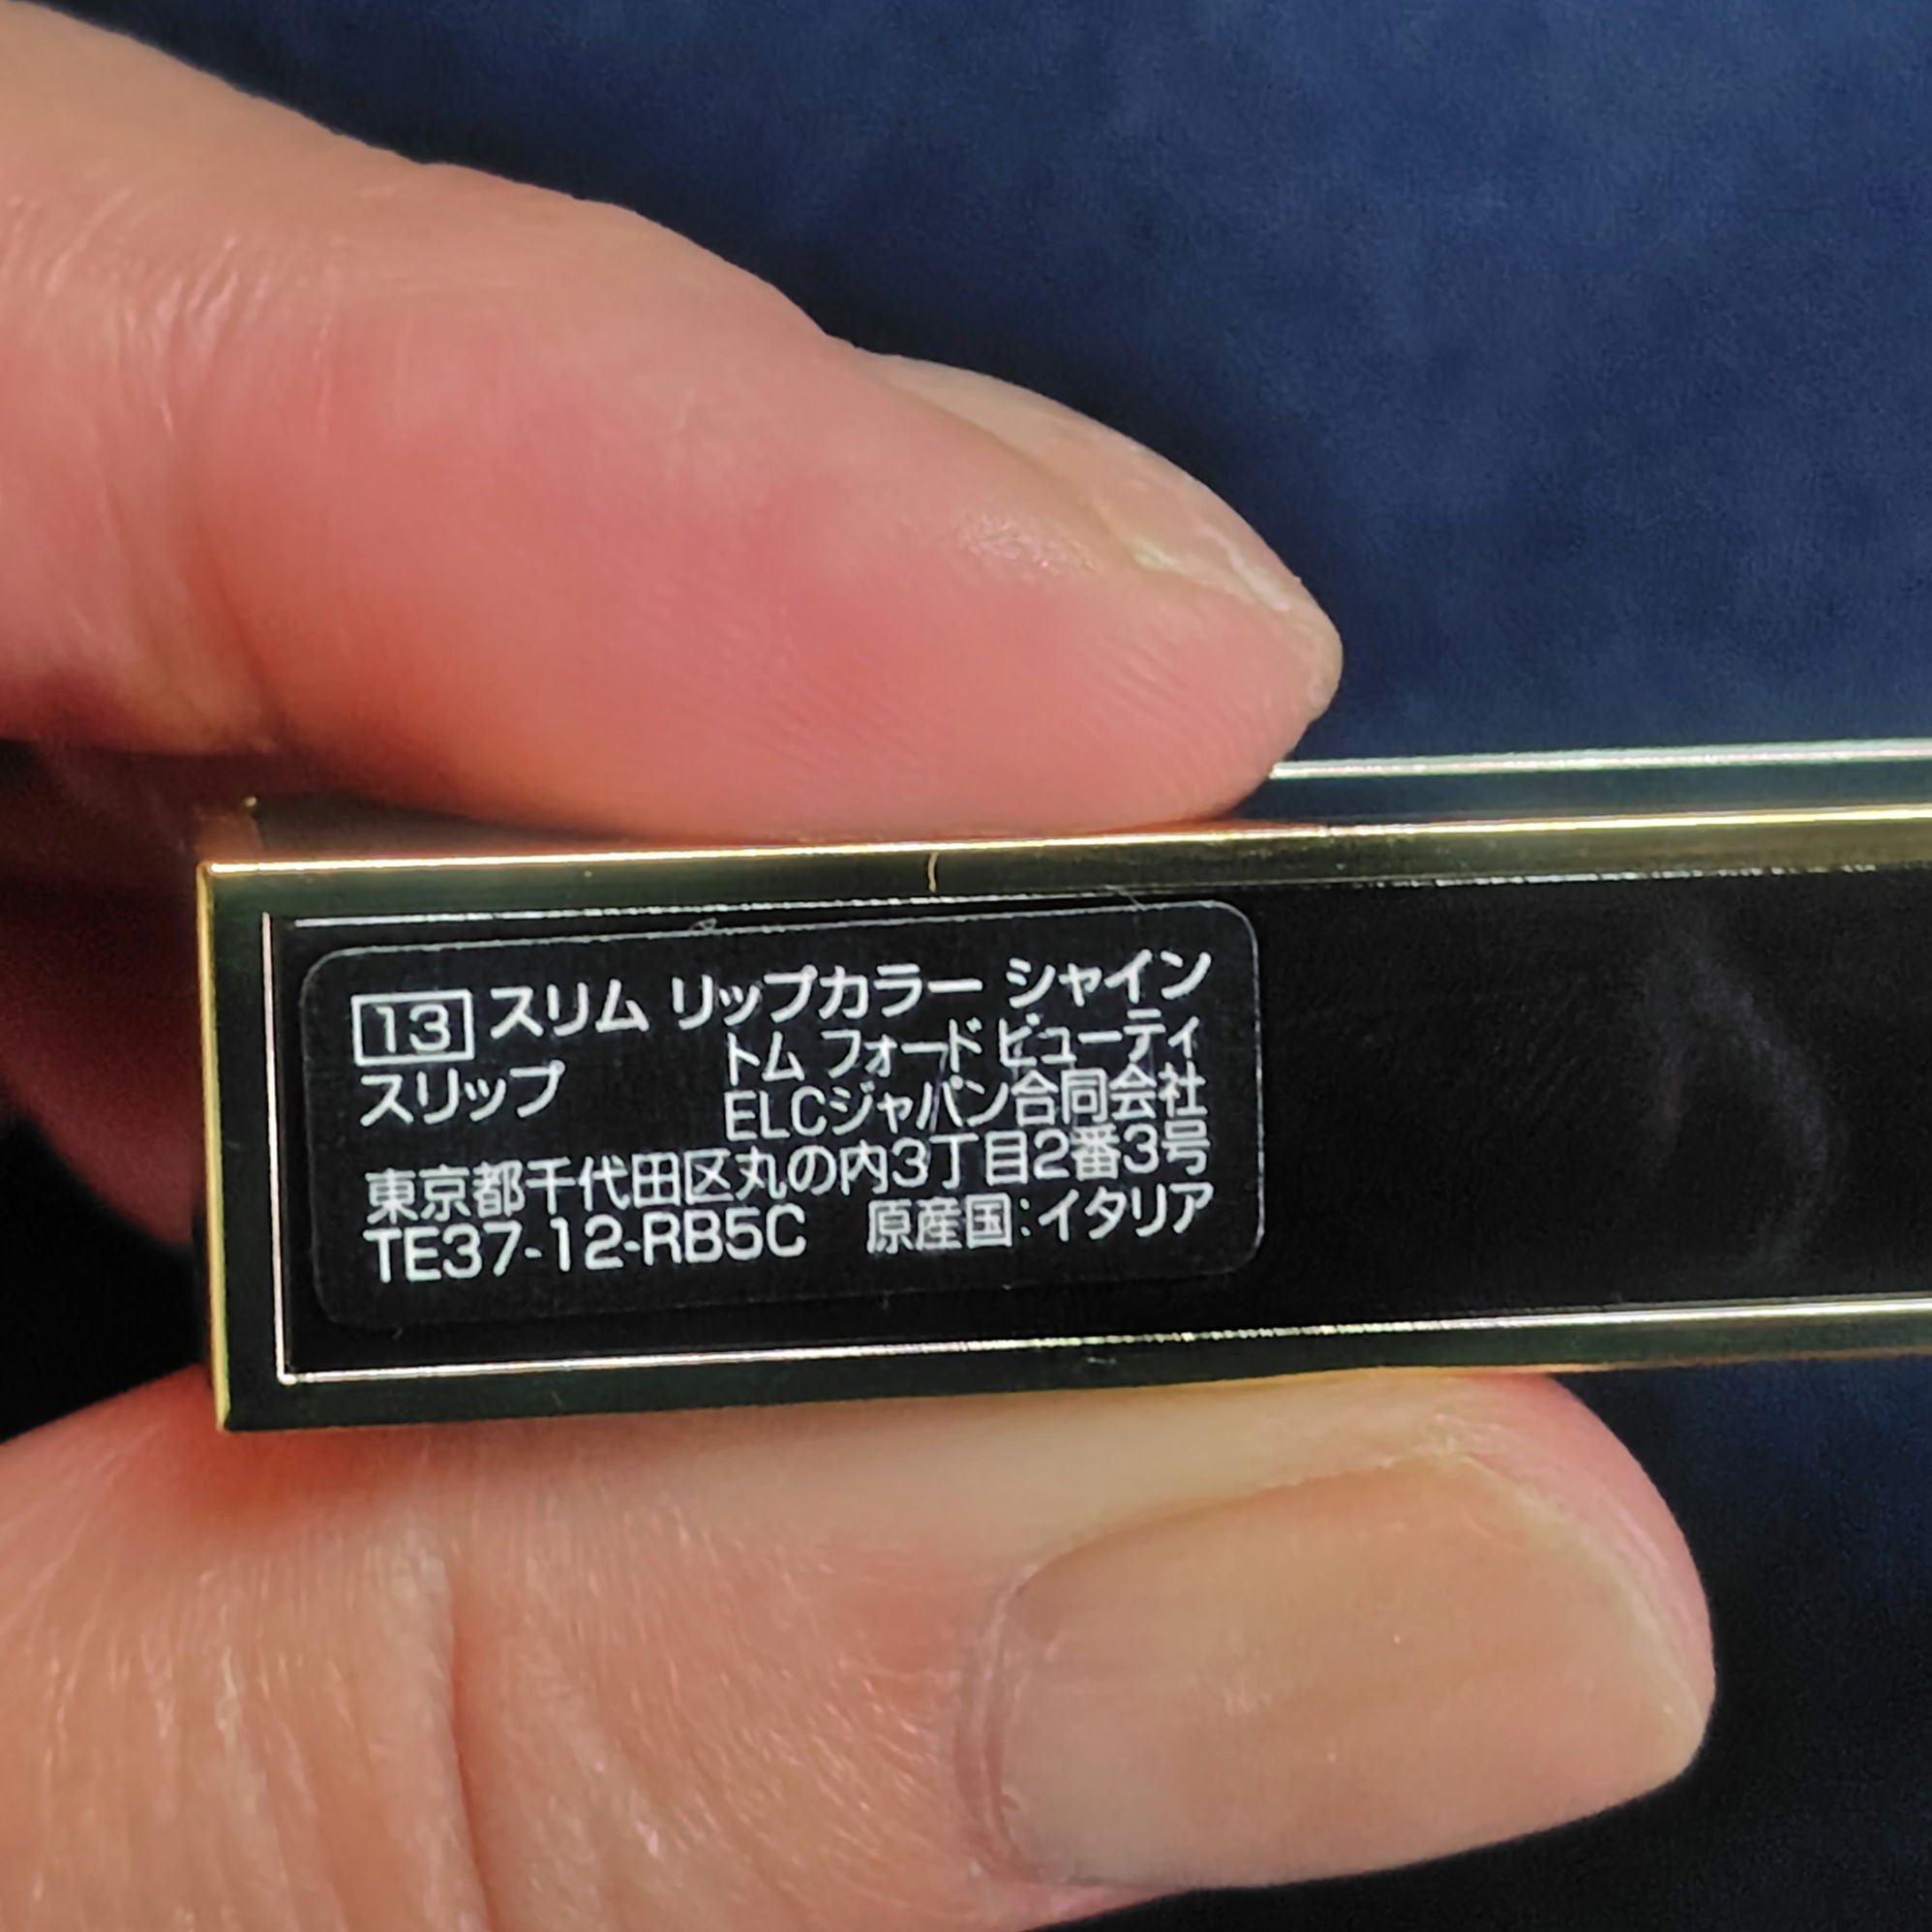 13 スリム リップカラー シャイン
スリップ
トム フォード ビューティ
ELCジャパン合同会社
東京都千代田区丸の内3丁目2番3号
TE37-12-RB5C 原産国:イタリア